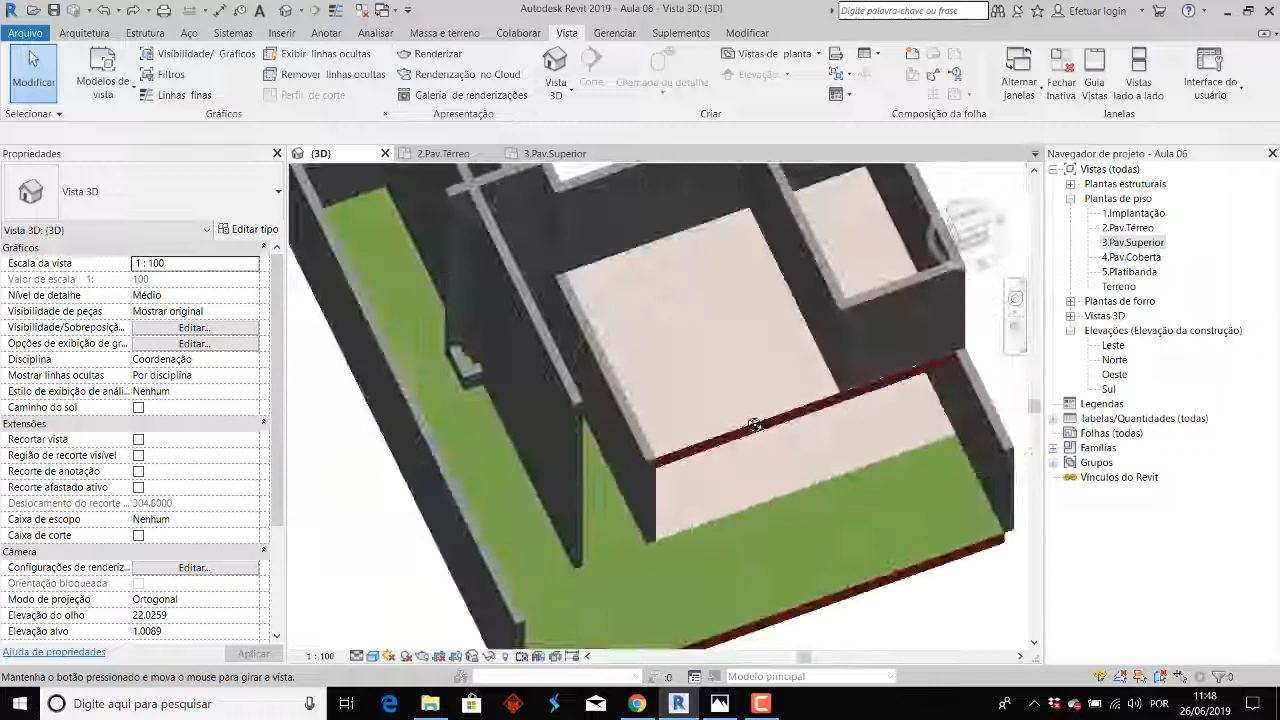 Autodesk Revit 2019 - Aula 06 - Vista 3D: {3D}
Digite palavra-chave ou frase
Efetuar login
Arquivo Arquitetura Estrutura Aço Sistemas Inserir Anotar Analisar Massa e terreno Colaborar Vista Gerenciar Suplementos Modificar
Modificar
Modelos de vista
Visibilidade/ Gráficos
Filtros
Linhas finas
Exibir linhas ocultas
Remover linhas ocultas
Perfil de corte
Renderizar
Renderização no Cloud
Galeria de renderizações
Vista 3D
Corte
Chamada de detalhe
Vistas de planta
Elevação
Alternar janelas
Fechar Inativa
Guia Vistas
Vistas lado a lado
Interface do usuário
Selecionar
Gráficos
Apresentação
Criar
Composição da folha
Janelas
Propriedades
{3D}
2.Pav.Térreo
3.Pav.Superior
Navegador de projeto - Aula 06
Vista 3D
Vista 3D: {3D}
Editar tipo
Gráficos
Escala da vista 1 : 100
Valor de escala 1: 100
Nível de detalhe Médio
Visibilidade de peças Mostrar original
Visibilidade/Sobreposiçã... Editar...
Opções de exibição de gr... Editar...
Disciplina Coordenação
Mostrar linhas ocultas Por disciplina
Estilo de exibição de análi... Nenhum
Caminho do sol
Extensões
Recortar vista
Região de recorte visível
Recorte de anotação
Recorte afastado ativo
Deslocamento do recorte ... 304.8000
Caixa de escopo Nenhum
Caixa de corte
Câmera
Configurações de renderiz... Editar...
Orientação bloqueada
Modo de projeção Ortogonal
Elevação do olho 22.0259
Elevação alvo 1.0089
Ajuda de propriedades
Aplicar
Vistas (todas)
Plantas estruturais
Plantas de piso
1.Implantação
2.Pav.Térreo
3.Pav.Superior
4.Pav.Coberta
5.Platibanda
Terreno
Plantas de forro
Vistas 3D
Elevações (Elevação da construção)
Leste
Norte
Oeste
Sul
Legendas
Tabelas/Quantidades (todas)
Folhas (todas)
Famílias
Grupos
Vínculos do Revit
1 : 100
Mantenha o botão pressionado e mova o mouse para girar a vista.
:0
Modelo principal
:0
Digite aqui para pesquisar
POR
11:48
26/06/2019